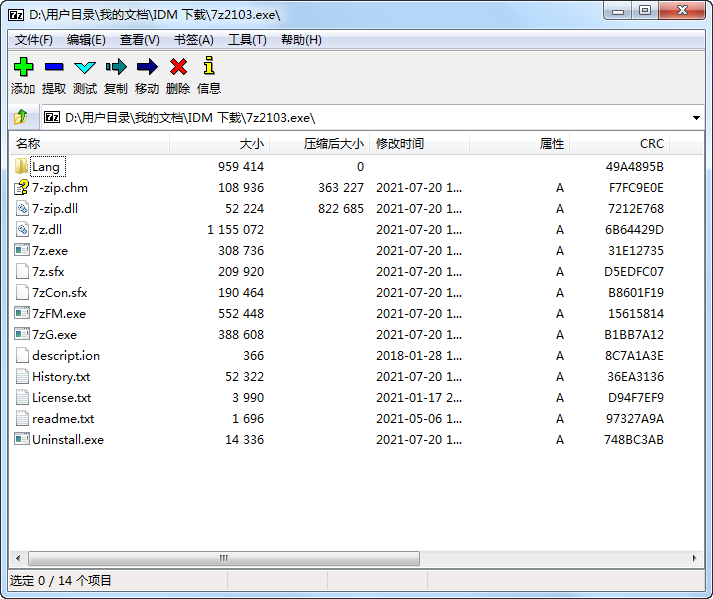 7z D:\用户目录\我的文档\IDM 下载\7z2103.exe\
文件(F) 编辑(E) 查看(V) 书签(A) 工具(T) 帮助(H)
添加 提取 测试 复制 移动 删除 信息
7z D:\用户目录\我的文档\IDM 下载\7z2103.exe\
名称 大小 压缩后大小 修改时间 属性 CRC
Lang 959 414 0 49A4895B
7-zip.chm 108 936 363 227 2021-07-20 1... A F7FC9E0E
7-zip.dll 52 224 822 685 2021-07-20 1... A 7212E768
7z.dll 1 155 072 2021-07-20 1... A 6B64429D
7z.exe 308 736 2021-07-20 1... A 31E12735
7z.sfx 209 920 2021-07-20 1... A D5EDFC07
7zCon.sfx 190 464 2021-07-20 1... A B8601F19
7zFM.exe 552 448 2021-07-20 1... A 15615814
7zG.exe 388 608 2021-07-20 1... A B1BB7A12
descript.ion 366 2018-01-28 1... A 8C7A1A3E
History.txt 52 322 2021-07-20 1... A 36EA3136
License.txt 3 990 2021-01-17 2... A D94F7EF9
readme.txt 1 696 2021-05-06 1... A 97327A9A
Uninstall.exe 14 336 2021-07-20 1... A 748BC3AB
选定 0 / 14 个项目